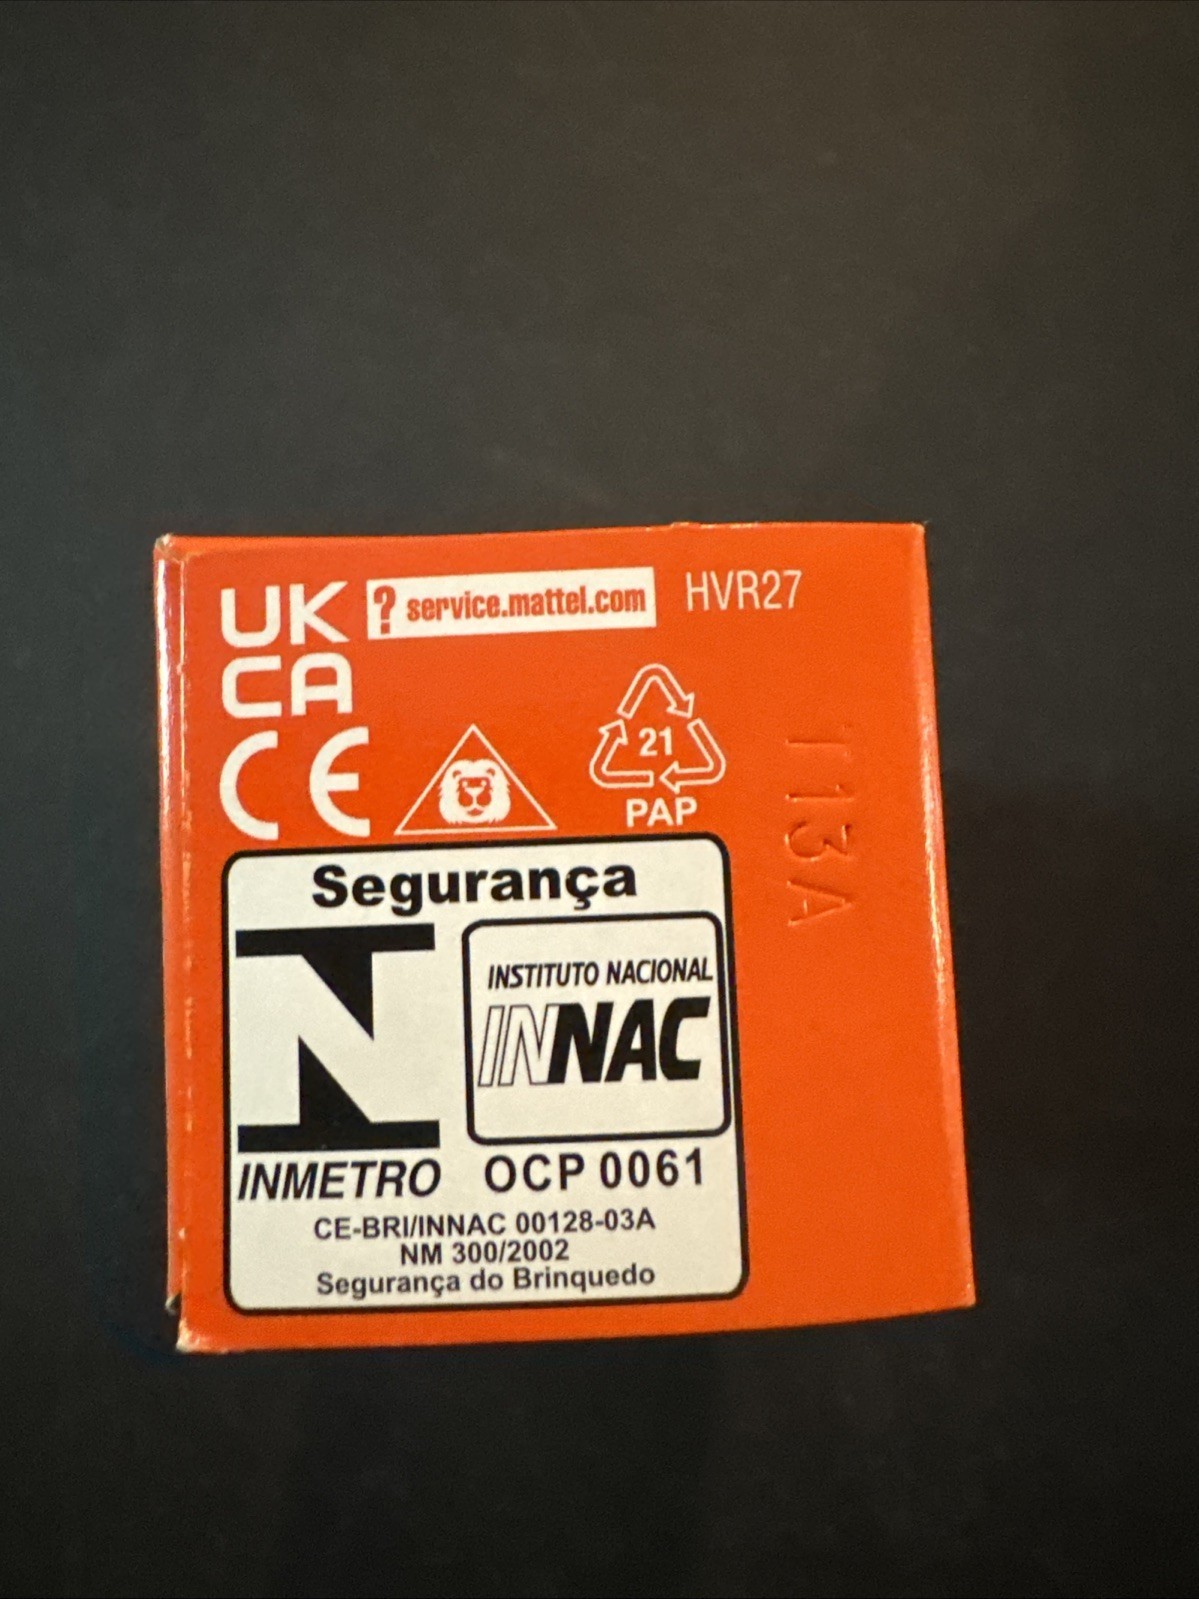 UK
CA
CE
? service.mattel.com
HVR27
21
PAP
T13A
Segurança
INMETRO
INSTITUTO NACIONAL
INNAC
OCP 0061
CE-BRI/INNAC 00128-03A
NM 300/2002
Segurança do Brinquedo